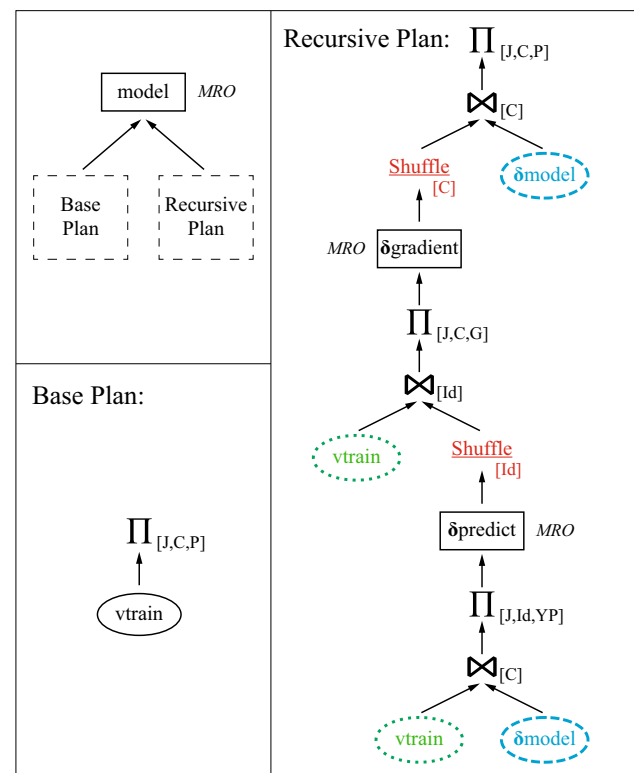 model MRO
Base
Plan
Recursive
Plan
Base Plan:
∏[J,C,P]
vtrain
Recursive Plan:
∏[J,C,P]
⋈[C]
Shuffle
[C]
δmodel
MRO δgradient
∏[J,C,G]
⋈[Id]
vtrain
Shuffle
[Id]
δpredict MRO
∏[J,Id,YP]
⋈[C]
vtrain
δmodel